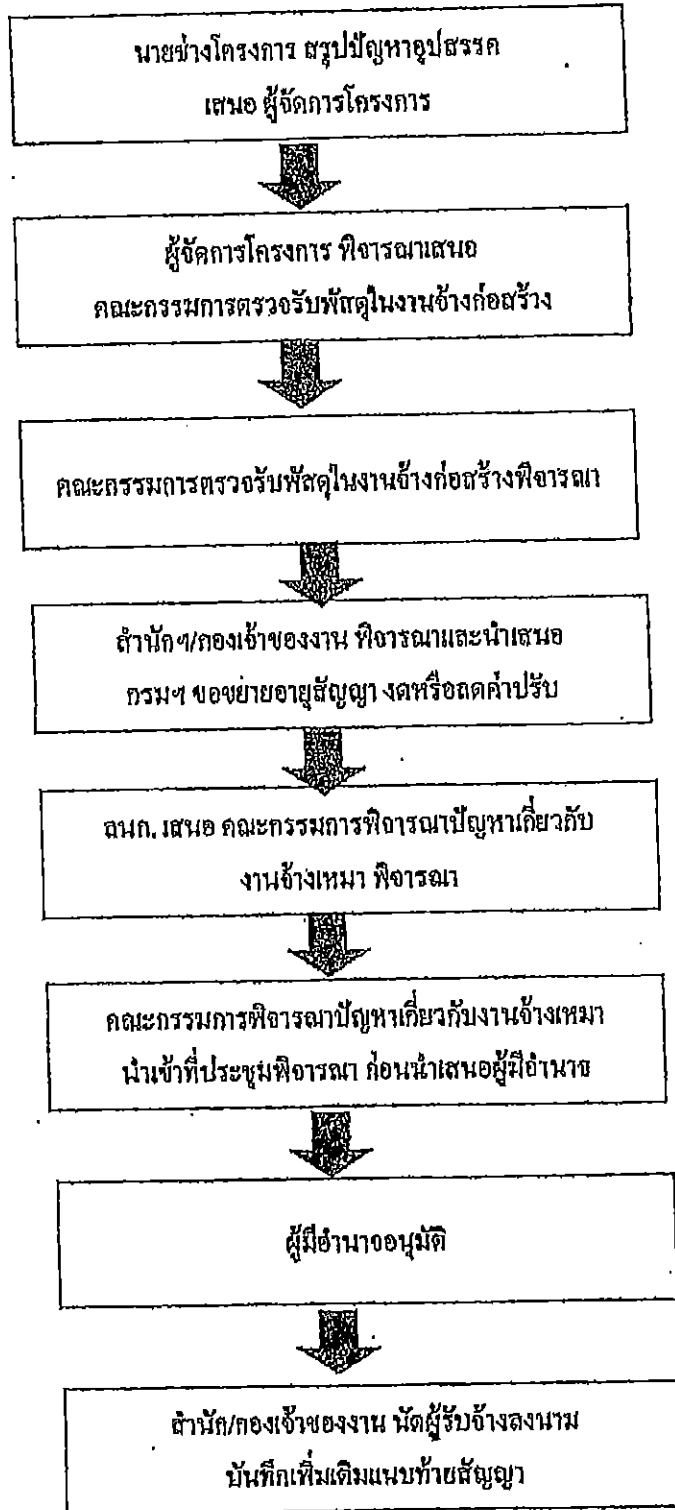 นายช่างโครงการ สรุปปัญหาอุปสรรค
เสนอ ผู้จัดการโครงการ
ผู้จัดการโครงการ พิจารณาเสนอ
คณะกรรมการตรวจรับพัสดุในงานจ้างก่อสร้าง
คณะกรรมการตรวจรับพัสดุในงานจ้างก่อสร้างพิจารณา
สำนักฯ/กองเจ้าของงาน พิจารณาและนำเสนอ
กรมฯ ขอขยายอายุสัญญา งดหรือลดค่าปรับ
ลนก. เสนอ คณะกรรมการพิจารณาปัญหาเกี่ยวกับ
งานจ้างเหมา พิจารณา
คณะกรรมการพิจารณาปัญหาเกี่ยวกับงานจ้างเหมา
นำเข้าที่ประชุมพิจารณา ก่อนนำเสนอผู้มีอำนาจ
ผู้มีอำนาจอนุมัติ
สำนัก/กองเจ้าของงาน นัดผู้รับจ้างลงนาม
บันทึกเพิ่มเติมแนบท้ายสัญญา